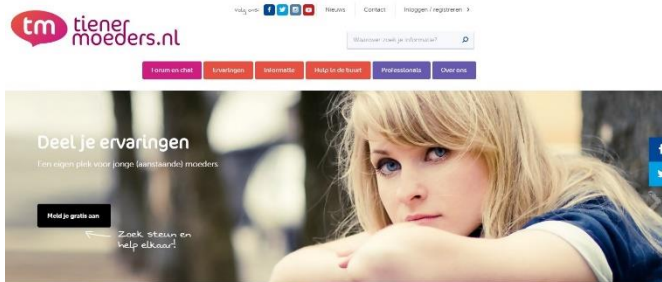 tm tiener
moeders.nl
Volg ons: Nieuws Contact Inloggen / registreren
Waarover zoek je informatie?
Forum en chat Ervaringen Informatie Hulp in de buurt Professionals Over ons
Deel je ervaringen
Een eigen plek voor jonge (aanstaande) moeders
Meld je gratis aan
Zoek steun en
help elkaar!